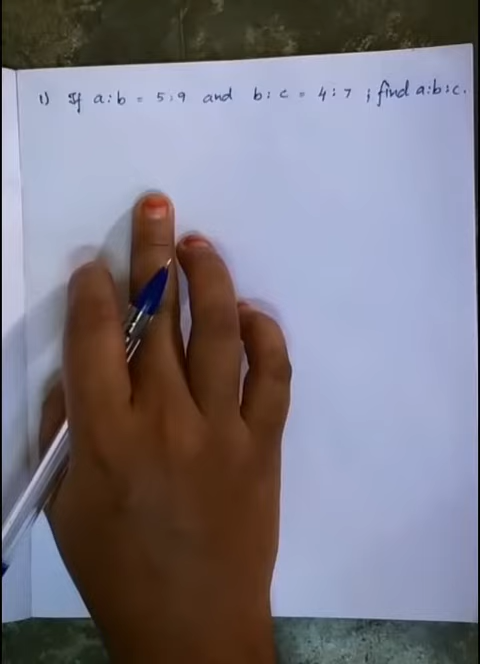 1) If a:b = 5:9 and b:c = 4:7 ; find a:b:c.